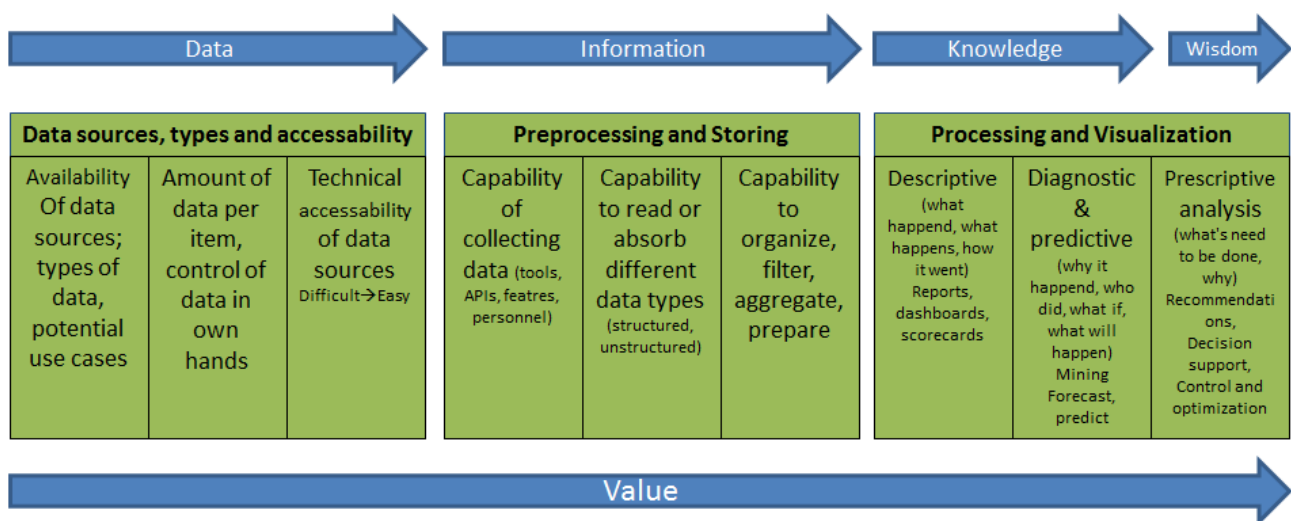 Data
Information
Knowledge
Wisdom
Data sources, types and accessability
Availability
Of data
sources;
types of
data,
potential
use cases
Amount of
data per
item,
control of
data in
own
hands
Technical
accessability
of data
sources
Difficult→Easy
Preprocessing and Storing
Capability
of
collecting
data (tools,
APIs, featres,
personnel)
Capability
to read or
absorb
different
data types
(structured,
unstructured)
Capability
to
organize,
filter,
aggregate,
prepare
Processing and Visualization
Descriptive
(what
happend, what
happens, how
it went)
Reports,
dashboards,
scorecards
Diagnostic
&
predictive
(why it
happend, who
did, what if,
what will
happen)
Mining
Forecast,
predict
Prescriptive
analysis
(what's need
to be done,
why)
Recommendati
ons,
Decision
support,
Control and
optimization
Value